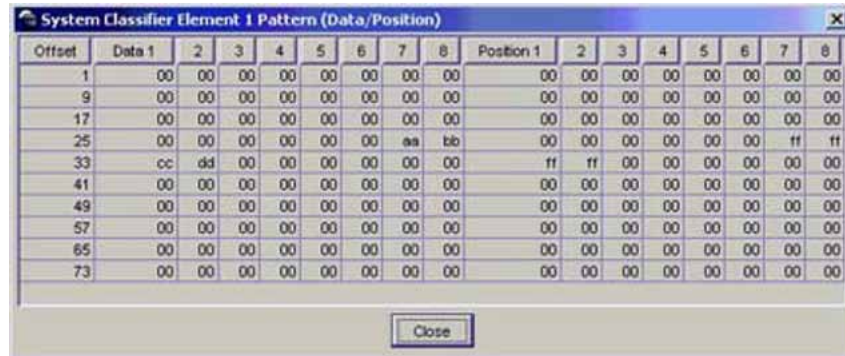 System Classifier Element 1 Pattern (Data/Position)
Offset Data 1 2 3 4 5 6 7 8 Position 1 2 3 4 5 6 7 8
1 00 00 00 00 00 00 00 00 00 00 00 00 00 00 00 00
9 00 00 00 00 00 00 00 00 00 00 00 00 00 00 00 00
17 00 00 00 00 00 00 00 00 00 00 00 00 00 00 00 00
25 00 00 00 00 00 00 aa bb 00 00 00 00 00 00 ff ff
33 cc dd 00 00 00 00 00 00 ff ff 00 00 00 00 00 00
41 00 00 00 00 00 00 00 00 00 00 00 00 00 00 00 00
49 00 00 00 00 00 00 00 00 00 00 00 00 00 00 00 00
57 00 00 00 00 00 00 00 00 00 00 00 00 00 00 00 00
65 00 00 00 00 00 00 00 00 00 00 00 00 00 00 00 00
73 00 00 00 00 00 00 00 00 00 00 00 00 00 00 00 00
Close